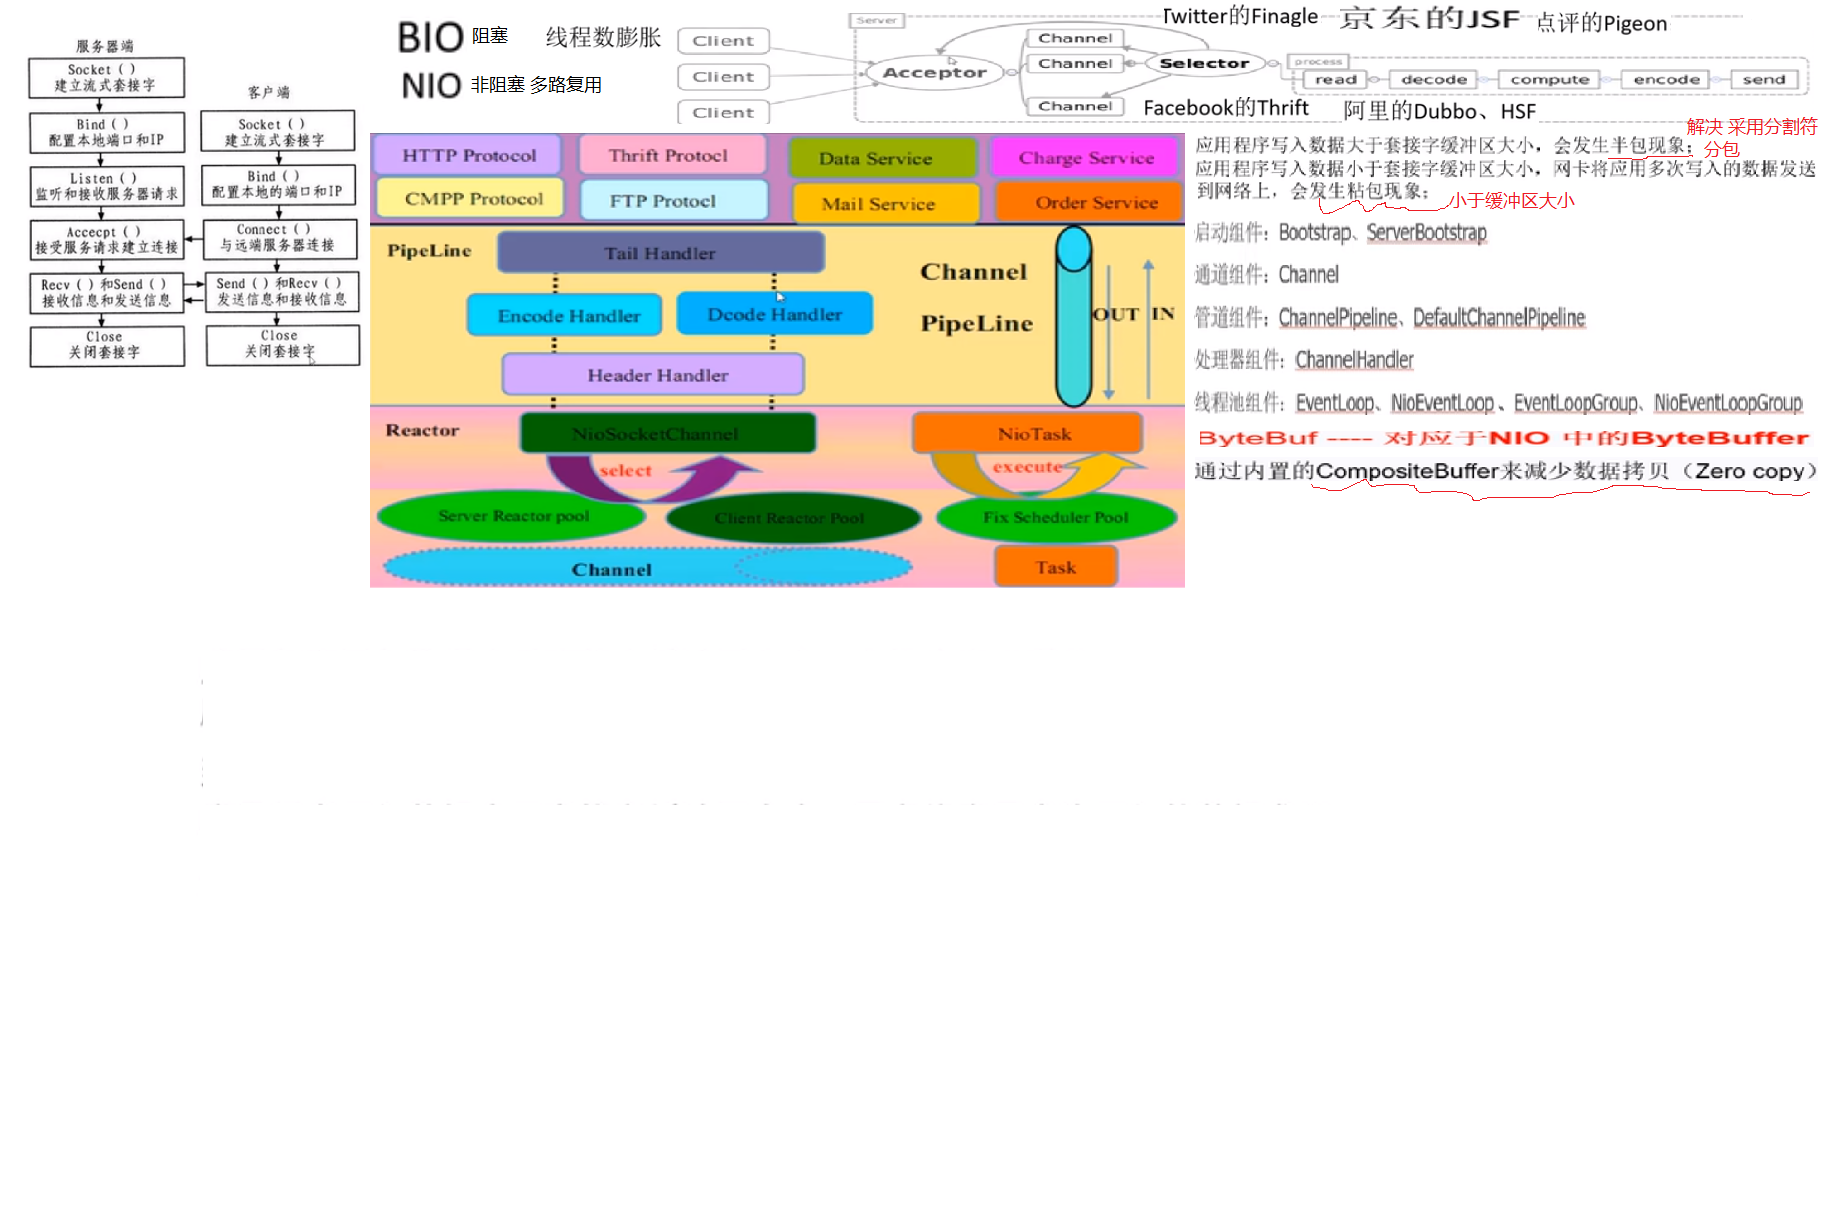 服务器端
Socket ( )
建立流式套接字
Bind ( )
配置本地端口和IP
Listen ( )
监听和接收服务器请求
Accecpt ( )
接受服务请求建立连接
Recv ( ) 和Send ( )
接收信息和发送信息
Close
关闭套接字
客户端
Socket ( )
建立流式套接字
Bind ( )
配置本地的端口和IP
Connect ( )
与远端服务器连接
Send ( ) 和Recv ( )
发送信息和接收信息
Close
关闭套接字
BIO 阻塞 线程数膨胀
NIO 非阻塞 多路复用
Client
Client
Client
Server
Acceptor
Channel
Channel
Channel
Selector
process
read
decode
compute
encode
send
Twitter的Finagle
京东的JSF
点评的Pigeon
Facebook的Thrift
阿里的Dubbo、HSF
HTTP Protocol
Thrift Protocl
Data Service
Charge Service
CMPP Protocol
FTP Protocl
Mail Service
Order Service
PipeLine
Tail Handler
Encode Handler
Dcode Handler
Header Handler
Channel
PipeLine
OUT
IN
Reactor
NioSocketChannel
select
NioTask
execute
Server Reactor pool
Client Reactor Pool
Fix Scheduler Pool
Channel
Task
解决 采用分割符
分包
应用程序写入数据大于套接字缓冲区大小，会发生半包现象；
应用程序写入数据小于套接字缓冲区大小，网卡将应用多次写入的数据发送
到网络上，会发生粘包现象；
小于缓冲区大小
启动组件：Bootstrap、ServerBootstrap
通道组件：Channel
管道组件：ChannelPipeline、DefaultChannelPipeline
处理器组件：ChannelHandler
线程池组件：EventLoop、NioEventLoop、EventLoopGroup、NioEventLoopGroup
ByteBuf ---- 对应于NIO 中的ByteBuffer
通过内置的CompositeBuffer来减少数据拷贝（Zero copy）